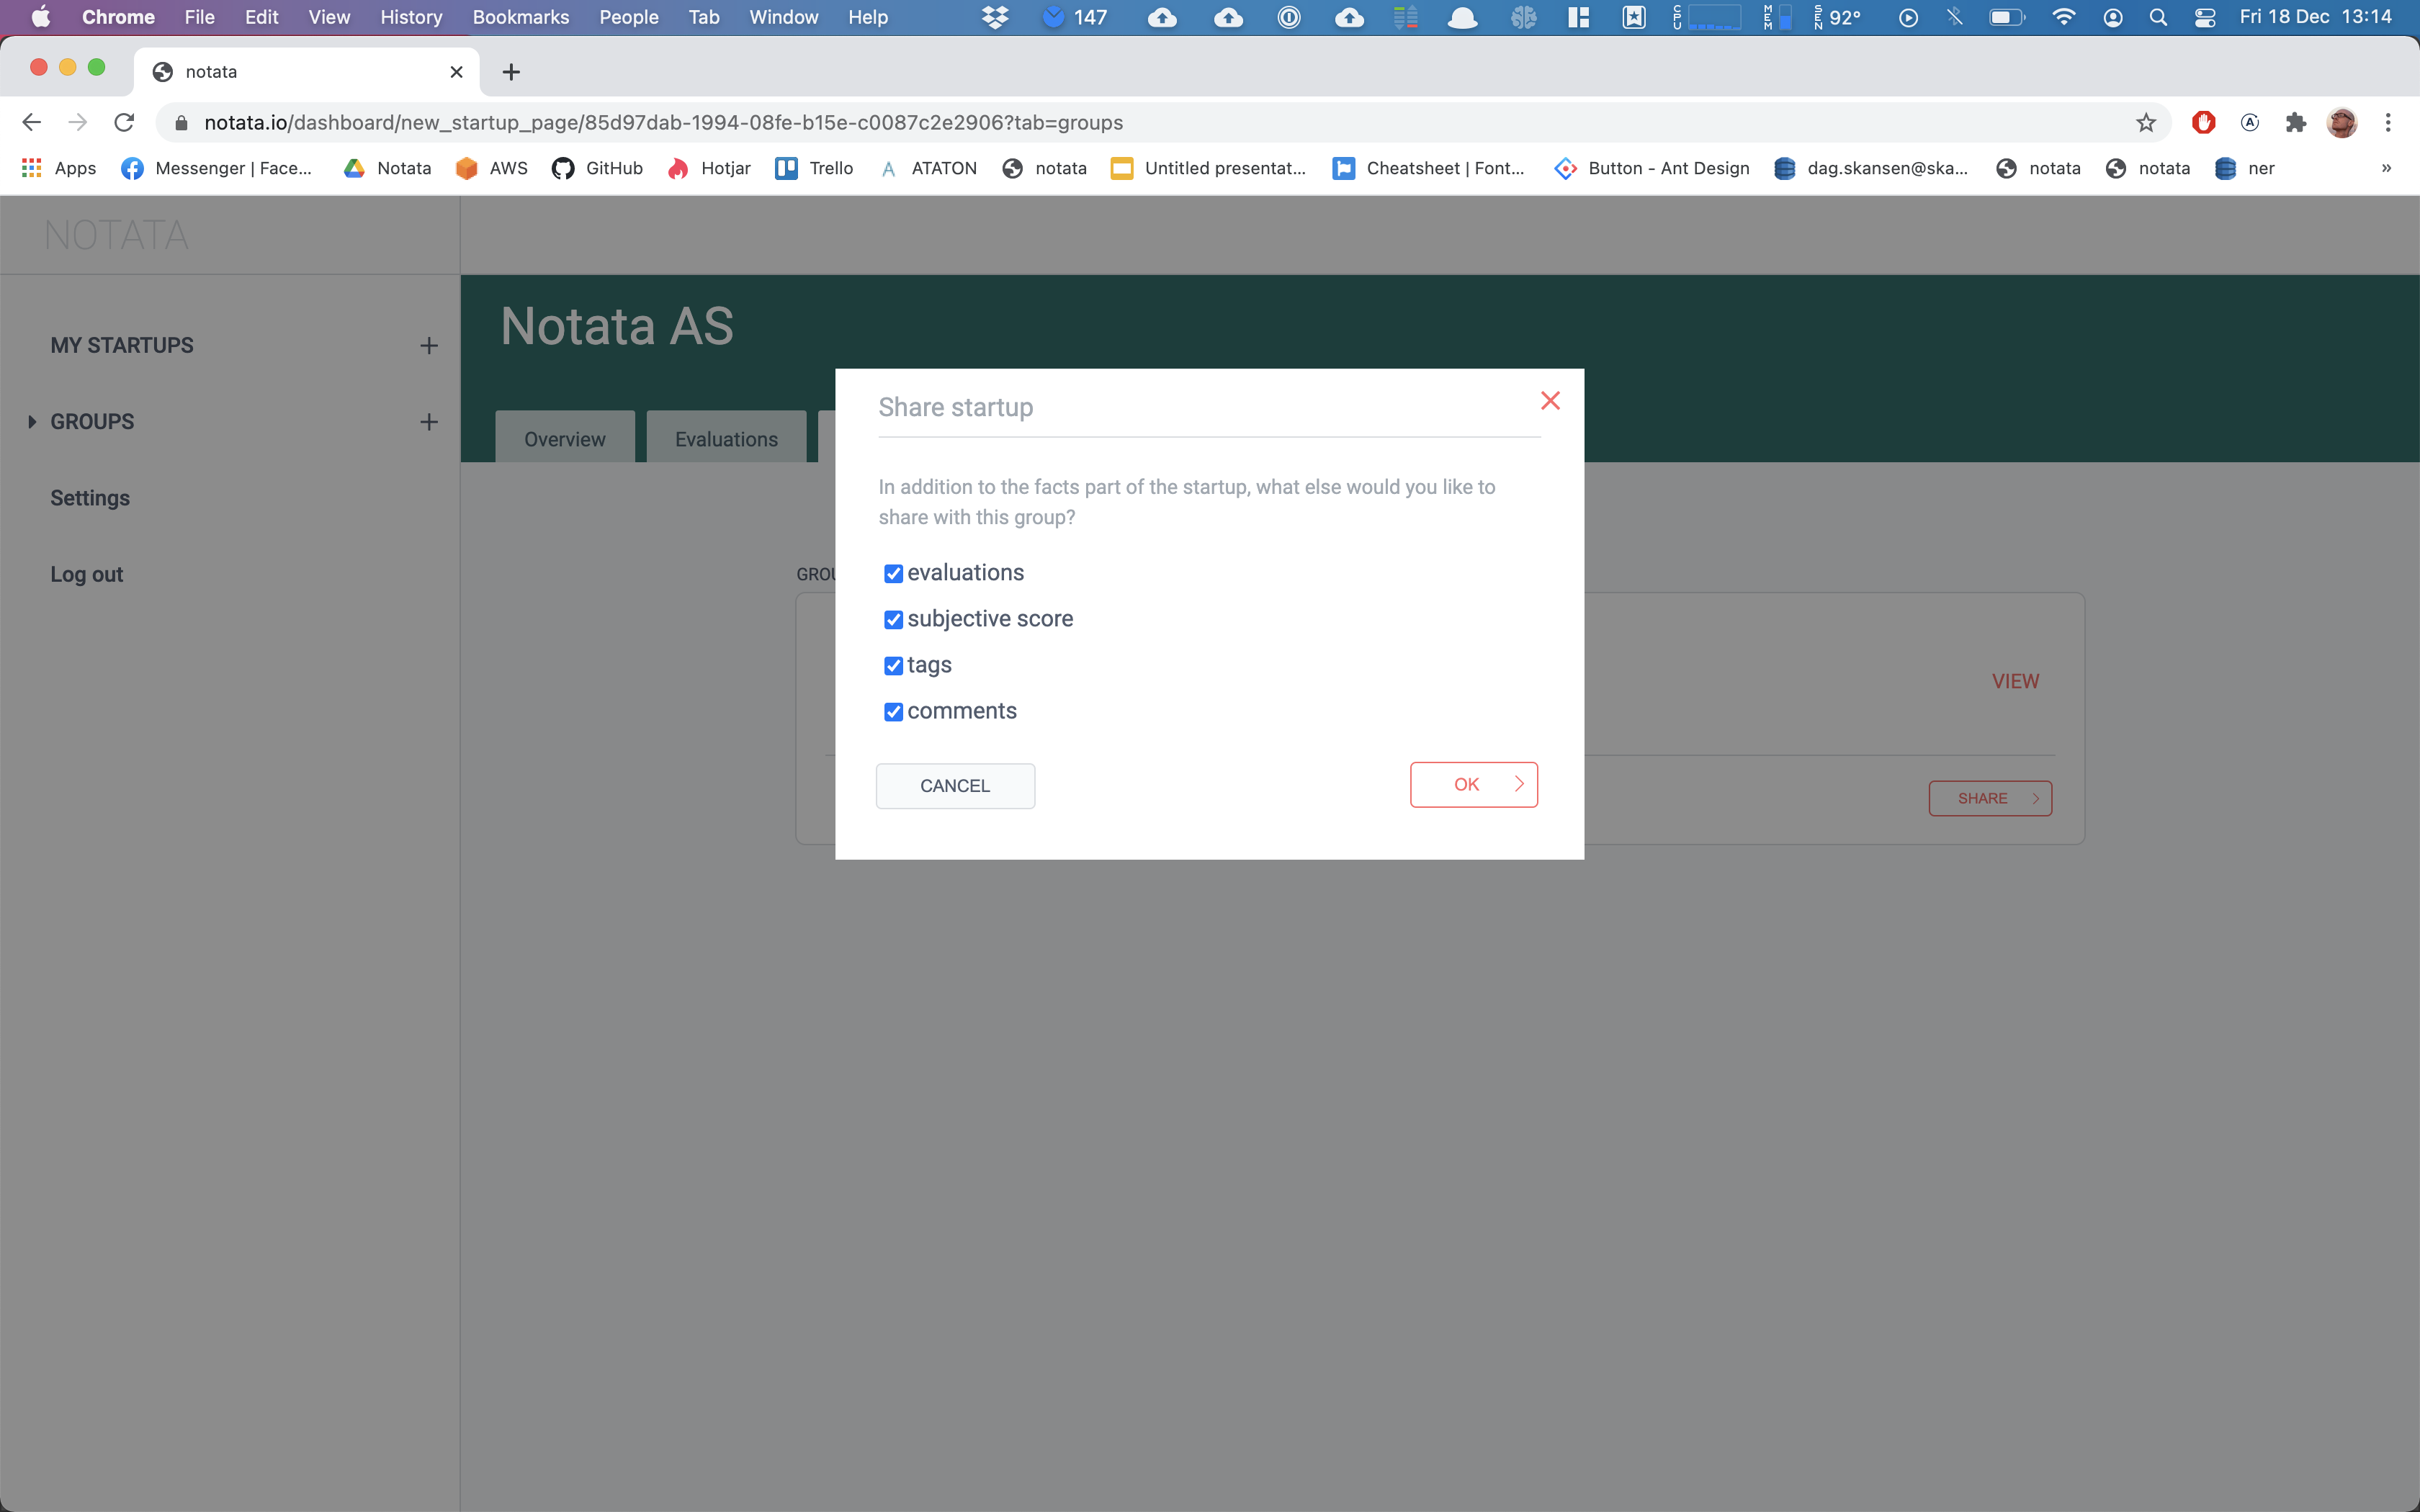 Chrome File Edit View History Bookmarks People Tab Window Help 147 CPU MEM SEN 92° Fri 18 Dec 13:14
notata
notata.io/dashboard/new_startup_page/85d97dab-1994-08fe-b15e-c0087c2e2906?tab=groups
Apps Messenger | Face... Notata AWS GitHub Hotjar Trello ATATON notata Untitled presentat... Cheatsheet | Font... Button - Ant Design dag.skansen@ska... notata notata ner »
NOTATA
MY STARTUPS
GROUPS
Settings
Log out
Notata AS
Overview Evaluations
GROU
VIEW
SHARE
Share startup
In addition to the facts part of the startup, what else would you like to
share with this group?
evaluations
subjective score
tags
comments
CANCEL
OK